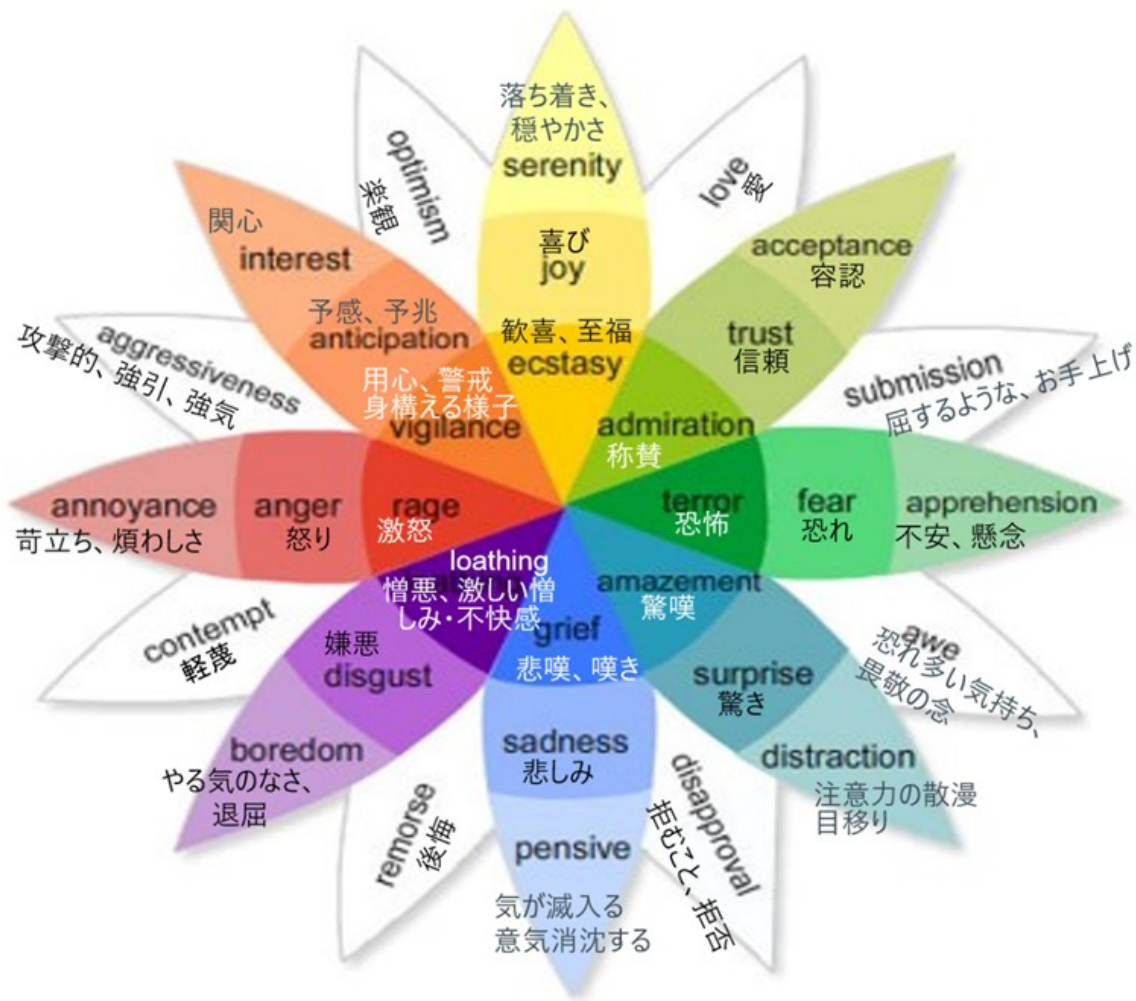 落ち着き、
穏やかさ
serenity
喜び
joy
歓喜、至福
ecstasy
love
愛
acceptance
容認
trust
信頼
admiration
称賛
submission
屈するような、お手上げ
terror
恐怖
fear
恐れ
apprehension
不安、懸念
awe
恐れ多い気持ち、
畏敬の念
amazement
驚嘆
surprise
驚き
distraction
注意力の散漫
目移り
disapproval
拒むこと、拒否
grief
悲嘆、嘆き
sadness
悲しみ
pensive
気が滅入る
意気消沈する
remorse
後悔
loathing
憎悪、激しい憎
しみ・不快感
嫌悪
disgust
boredom
やる気のなさ、
退屈
contempt
軽蔑
rage
激怒
anger
怒り
annoyance
苛立ち、煩わしさ
aggressiveness
攻撃的、強引、強気
用心、警戒
身構える様子
vigilance
予感、予兆
anticipation
関心
interest
optimism
楽観